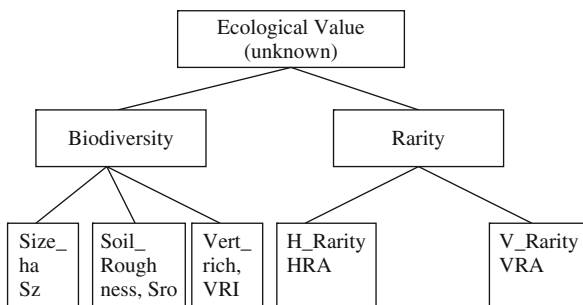 Ecological Value
(unknown)
Biodiversity
Rarity
Size_
ha
Sz
Soil_
Rough
ness, Sro
Vert_
rich,
VRI
H_Rarity
HRA
V_Rarity
VRA